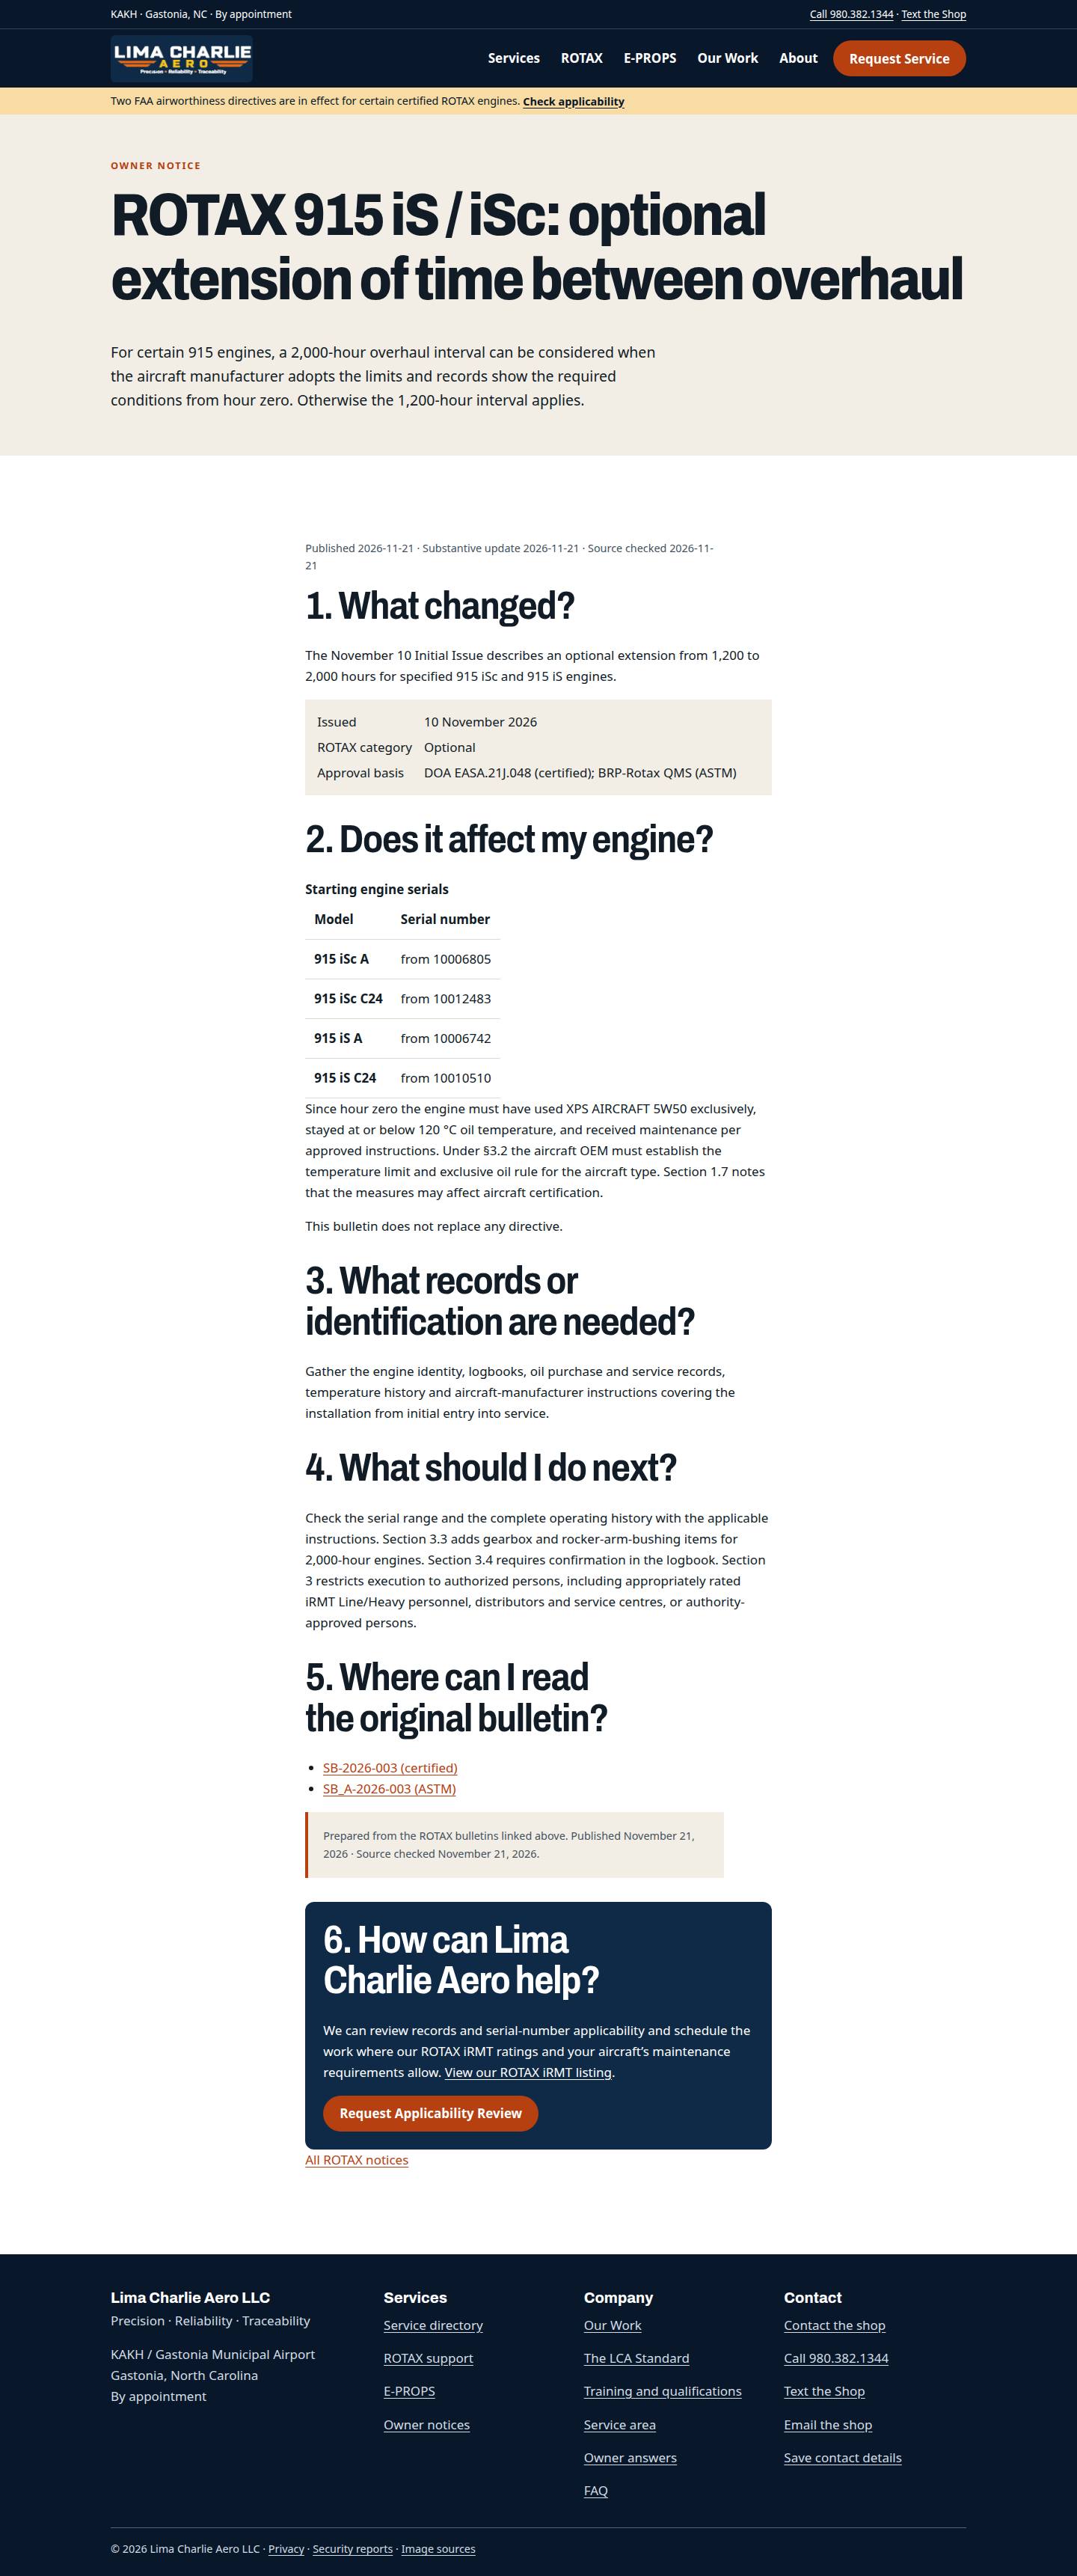 KAKH · Gastonia, NC · By appointment
Call 980.382.1344 · Text the Shop
LIMA CHARLIE
AERO
Precision • Reliability • Traceability
Services
ROTAX
E-PROPS
Our Work
About
Request Service
Two FAA airworthiness directives are in effect for certain certified ROTAX engines. Check applicability
OWNER NOTICE
ROTAX 915 iS / iSc: optional
extension of time between overhaul
For certain 915 engines, a 2,000-hour overhaul interval can be considered when
the aircraft manufacturer adopts the limits and records show the required
conditions from hour zero. Otherwise the 1,200-hour interval applies.
Published 2026-11-21 · Substantive update 2026-11-21 · Source checked 2026-11-
21
1. What changed?
The November 10 Initial Issue describes an optional extension from 1,200 to
2,000 hours for specified 915 iSc and 915 iS engines.
Issued 10 November 2026
ROTAX category Optional
Approval basis DOA EASA.21J.048 (certified); BRP-Rotax QMS (ASTM)
2. Does it affect my engine?
Starting engine serials
Model Serial number
915 iSc A from 10006805
915 iSc C24 from 10012483
915 iS A from 10006742
915 iS C24 from 10010510
Since hour zero the engine must have used XPS AIRCRAFT 5W50 exclusively,
stayed at or below 120 °C oil temperature, and received maintenance per
approved instructions. Under §3.2 the aircraft OEM must establish the
temperature limit and exclusive oil rule for the aircraft type. Section 1.7 notes
that the measures may affect aircraft certification.
This bulletin does not replace any directive.
3. What records or
identification are needed?
Gather the engine identity, logbooks, oil purchase and service records,
temperature history and aircraft-manufacturer instructions covering the
installation from initial entry into service.
4. What should I do next?
Check the serial range and the complete operating history with the applicable
instructions. Section 3.3 adds gearbox and rocker-arm-bushing items for
2,000-hour engines. Section 3.4 requires confirmation in the logbook. Section
3 restricts execution to authorized persons, including appropriately rated
iRMT Line/Heavy personnel, distributors and service centres, or authority-
approved persons.
5. Where can I read
the original bulletin?
• SB-2026-003 (certified)
• SB_A-2026-003 (ASTM)
Prepared from the ROTAX bulletins linked above. Published November 21,
2026 · Source checked November 21, 2026.
6. How can Lima
Charlie Aero help?
We can review records and serial-number applicability and schedule the
work where our ROTAX iRMT ratings and your aircraft’s maintenance
requirements allow. View our ROTAX iRMT listing.
Request Applicability Review
All ROTAX notices
Lima Charlie Aero LLC
Precision · Reliability · Traceability
KAKH / Gastonia Municipal Airport
Gastonia, North Carolina
By appointment
Services
Service directory
ROTAX support
E-PROPS
Owner notices
Company
Our Work
The LCA Standard
Training and qualifications
Service area
Owner answers
FAQ
Contact
Contact the shop
Call 980.382.1344
Text the Shop
Email the shop
Save contact details
© 2026 Lima Charlie Aero LLC · Privacy · Security reports · Image sources